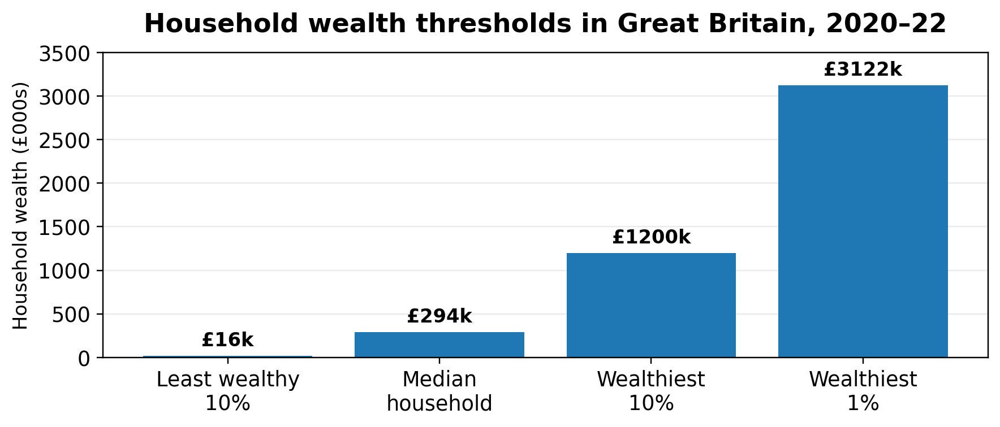 Household wealth thresholds in Great Britain, 2020–22
Household wealth (£000s)
3500
3000
2500
2000
1500
1000
500
0
£16k
£294k
£1200k
£3122k
Least wealthy
10%
Median
household
Wealthiest
10%
Wealthiest
1%